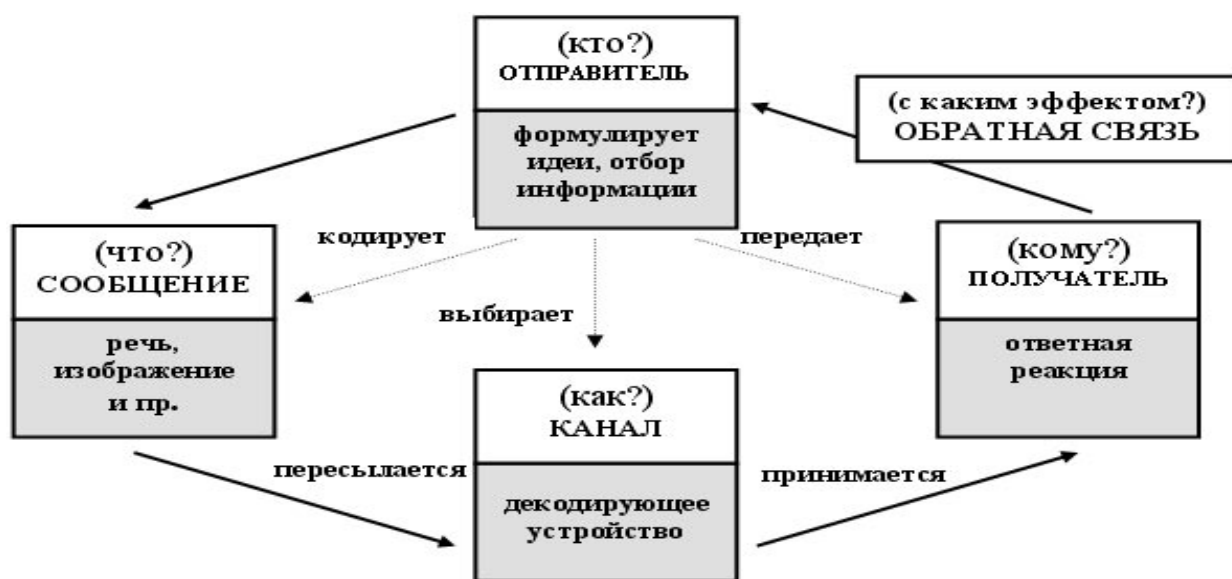 (кто?)
ОТПРАВИТЕЛЬ
формулирует
идеи, отбор
информации
(с каким эффектом?)
ОБРАТНАЯ СВЯЗЬ
кодирует
выбирает
передает
(что?)
СООБЩЕНИЕ
речь,
изображение
и пр.
(кому?)
ПОЛУЧАТЕЛЬ
ответная
реакция
(как?)
КАНАЛ
декодирующее
устройство
пересылается
принимается